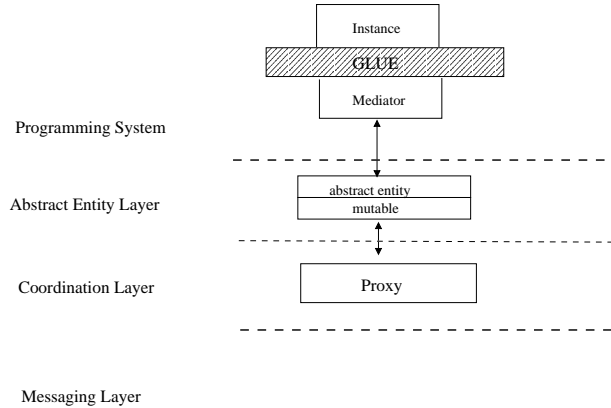 Instance
GLUE
Mediator
Programming System
abstract entity
Abstract Entity Layer
mutable
Proxy
Coordination Layer
Messaging Layer